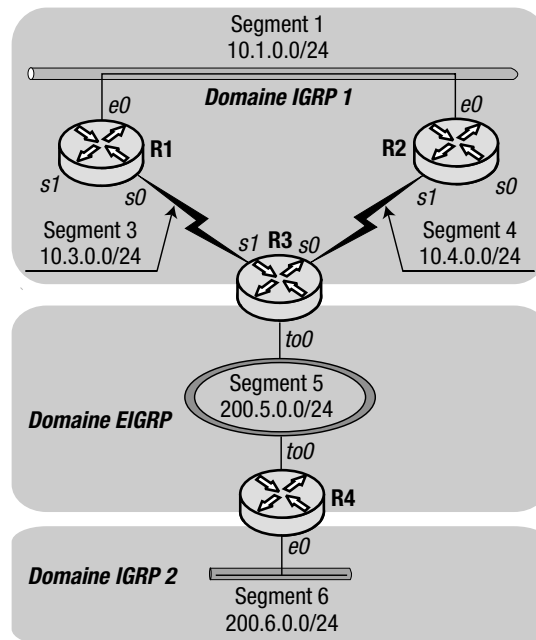 Segment 1
10.1.0.0/24
Domaine IGRP 1
e0
e0
R1
R2
s1
s0
s1
s0
Segment 3
10.3.0.0/24
R3
s1
s0
Segment 4
10.4.0.0/24
to0
Segment 5
200.5.0.0/24
Domaine EIGRP
to0
R4
e0
Domaine IGRP 2
Segment 6
200.6.0.0/24